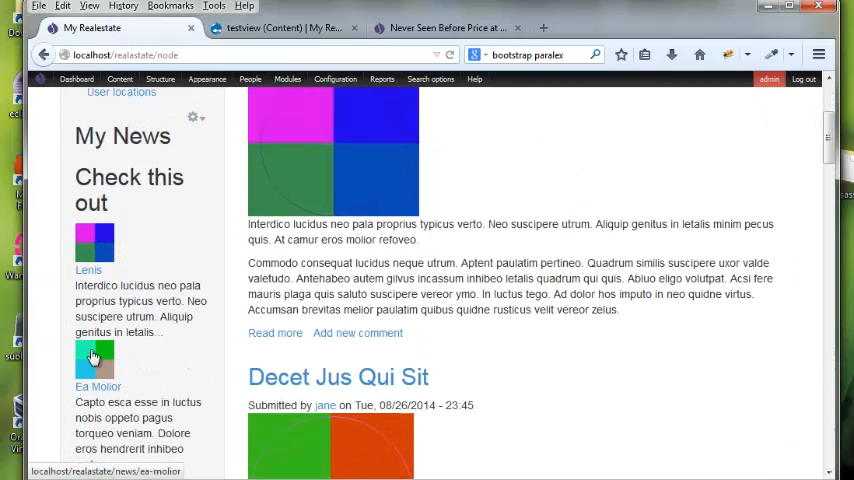 File Edit View History Bookmarks Tools Help
My Realestate
testview (Content) | My Re...
Never Seen Before Price at ...
localhost/realastate/node
bootstrap paralex
Dashboard Content Structure Appearance People Modules Configuration Reports Search options Help
admin Log out
User locations
My News
Check this
out
Lenis
Interdico lucidus neo pala
proprius typicus verto. Neo
suscipere utrum. Aliquip
genitus in letalis...
Ea Molior
Capto esca esse in luctus
nobis oppeto pagus
torqueo veniam. Dolore
eros hendrerit inhibeo
localhost/realastate/news/ea-molior
Interdico lucidus neo pala proprius typicus verto. Neo suscipere utrum. Aliquip genitus in letalis minim pecus
quis. At camur eros molior refoveo.
Commodo consequat lucidus neque utrum. Aptent paulatim pertineo. Quadrum similis suscipere uxor valde
valetudo. Antehabeo autem gilvus incassum inhibeo letalis quadrum qui quis. Abluo eligo volutpat. Acsi fere
mauris plaga quis saluto suscipere vereor ymo. In luctus tego. Ad dolor hos imputo in neo quidne virtus.
Accumsan brevitas melior paulatim quibus quidne rusticus velit vereor yellus.
Read more Add new comment
Decet Jus Qui Sit
Submitted by jane on Tue, 08/26/2014 - 23:45